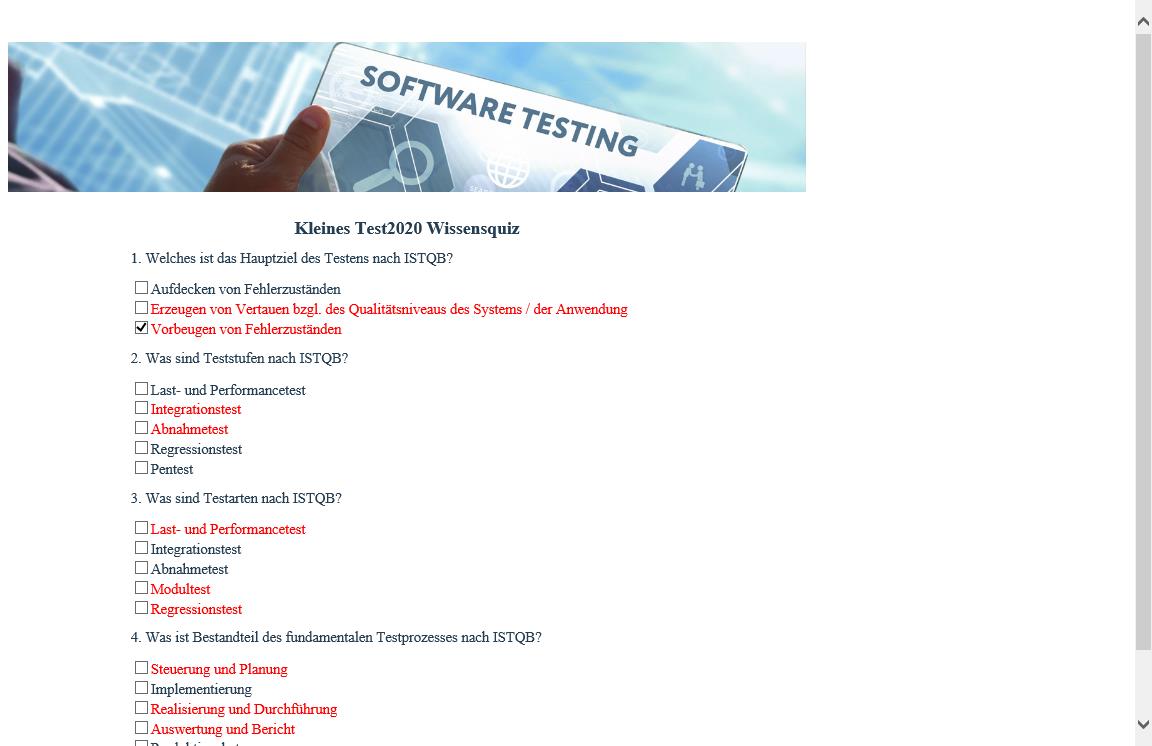 SOFTWARE TESTING
Kleines Test2020 Wissensquiz
1. Welches ist das Hauptziel des Testens nach ISTQB?
Aufdecken von Fehlerzuständen
Erzeugen von Vertauen bzgl. des Qualitätsniveaus des Systems / der Anwendung
Vorbeugen von Fehlerzuständen
2. Was sind Teststufen nach ISTQB?
Last- und Performancetest
Integrationstest
Abnahmetest
Regressionstest
Pentest
3. Was sind Testarten nach ISTQB?
Last- und Performancetest
Integrationstest
Abnahmetest
Modultest
Regressionstest
4. Was ist Bestandteil des fundamentalen Testprozesses nach ISTQB?
Steuerung und Planung
Implementierung
Realisierung und Durchführung
Auswertung und Bericht